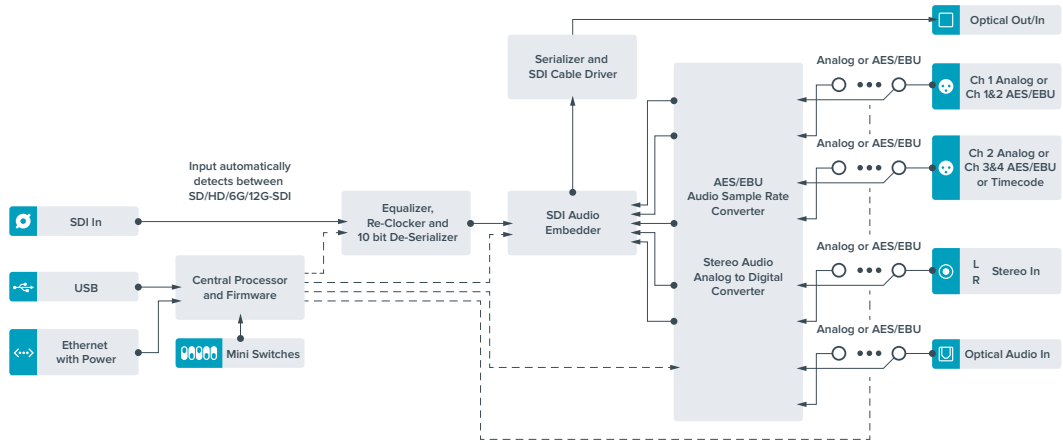 Optical Out/In
Serializer and
SDI Cable Driver
Analog or AES/EBU
Ch 1 Analog or
Ch 1&2 AES/EBU
Input automatically
detects between
SD/HD/6G/12G-SDI
Analog or AES/EBU
Ch 2 Analog or
Ch 3&4 AES/EBU
or Timecode
AES/EBU
Audio Sample Rate
Converter
SDI In
Equalizer,
Re-Clocker and
10 bit De-Serializer
SDI Audio
Embedder
Analog or AES/EBU
Stereo Audio
Analog to Digital
Converter
L
R
Stereo In
USB
Central Processor
and Firmware
Ethernet
with Power
Mini Switches
Analog or AES/EBU
Optical Audio In